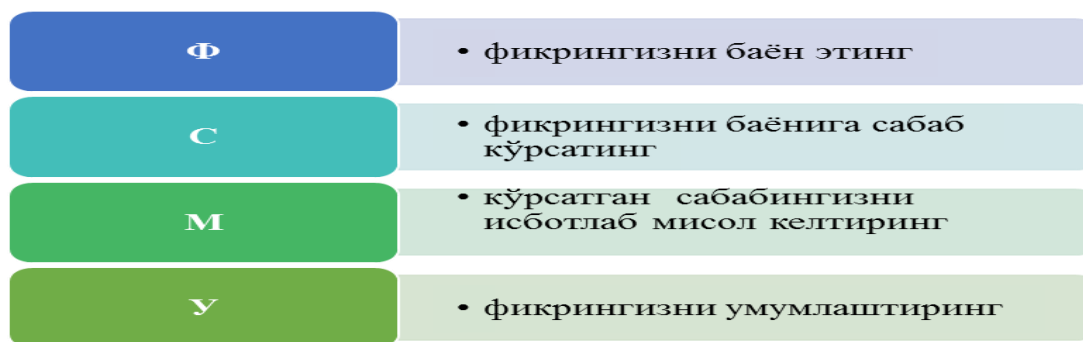 Ф
• фикрингизни баён этинг
С
• фикрингизни баёнига сабаб
кўрсатинг
М
• кўрсатган сабабингизни
исботлаб мисол келтиринг
У
• фикрингизни умумлаштиринг